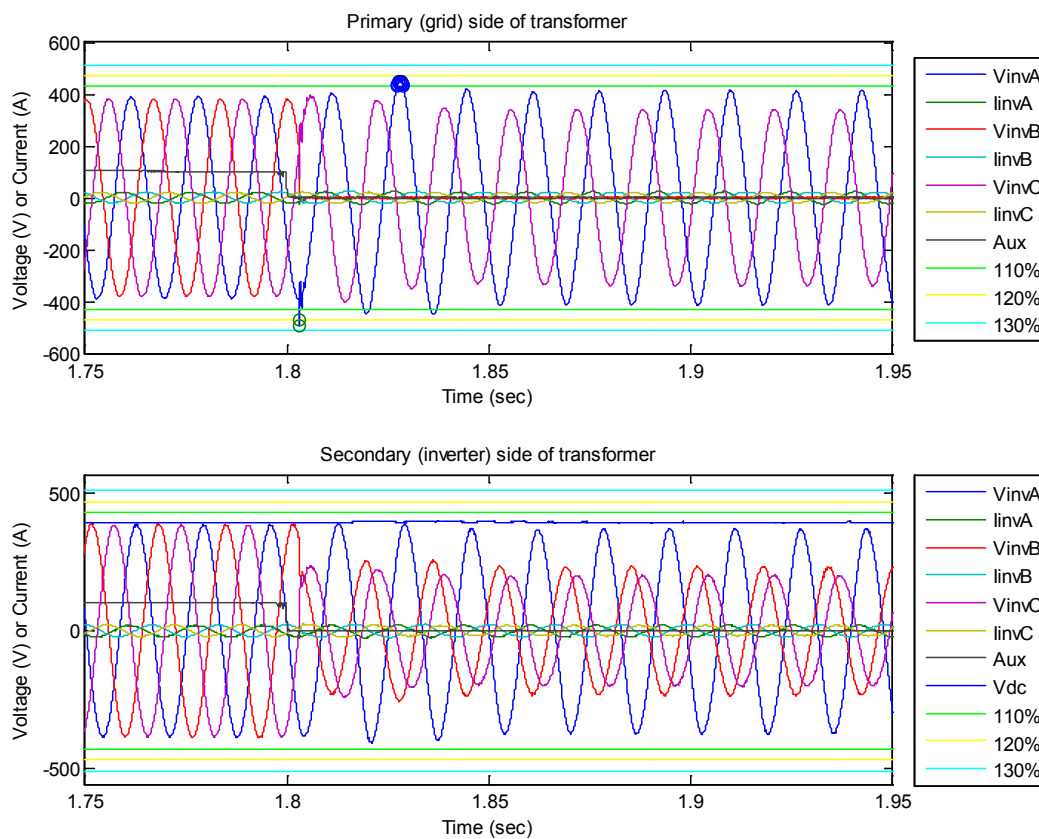 Primary (grid) side of transformer
Voltage (V) or Current (A)
600
400
200
0
-200
-400
-600
1.75
1.8
1.85
1.9
1.95
Time (sec)
VinvA
IinvA
VinvB
IinvB
VinvC
IinvC
Aux
110%
120%
130%
Secondary (inverter) side of transformer
Voltage (V) or Current (A)
500
0
-500
1.75
1.8
1.85
1.9
1.95
Time (sec)
VinvA
IinvA
VinvB
IinvB
VinvC
IinvC
Aux
Vdc
110%
120%
130%